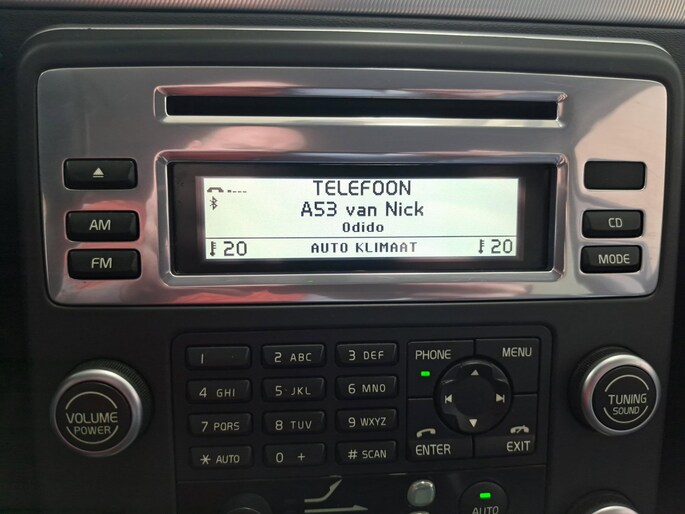 TELEFOON
A53 van Nick
Odido
20 AUTO KLIMAAT 20
AM
FM
CD
MODE
1
2 ABC
3 DEF
4 GHI
5 JKL
6 MNO
7 PQRS
8 TUV
9 WXYZ
* AUTO
0 +
# SCAN
PHONE
MENU
ENTER
EXIT
VOLUME
POWER
TUNING
SOUND
AUTO